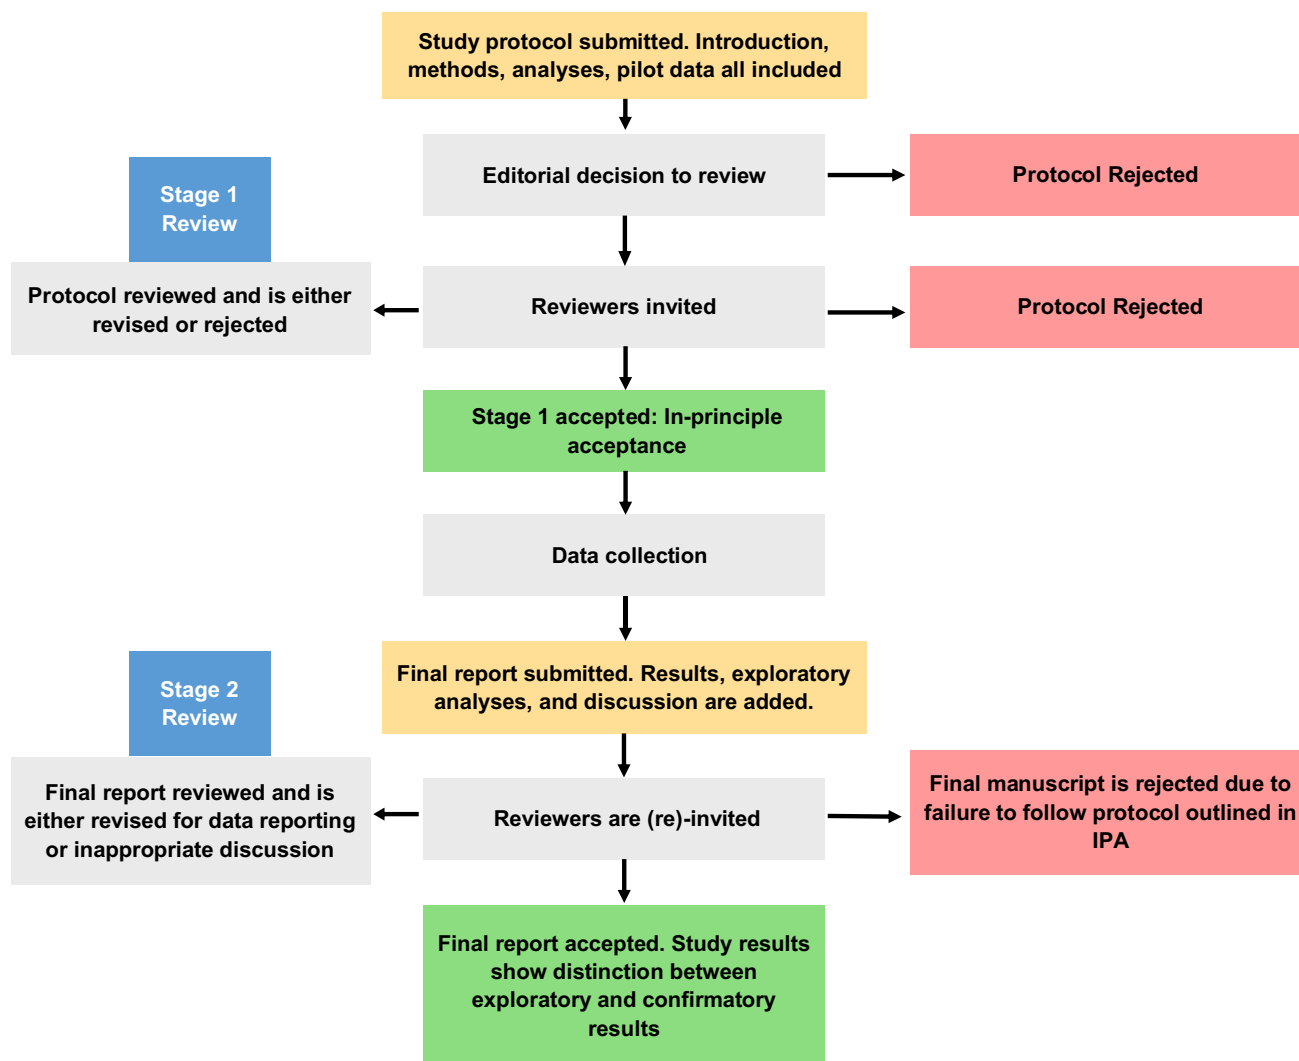 Study protocol submitted. Introduction,
methods, analyses, pilot data all included
Editorial decision to review
Protocol Rejected
Stage 1
Review
Protocol reviewed and is either
revised or rejected
Reviewers invited
Protocol Rejected
Stage 1 accepted: In-principle
acceptance
Data collection
Final report submitted. Results, exploratory
analyses, and discussion are added.
Stage 2
Review
Final report reviewed and is
either revised for data reporting
or inappropriate discussion
Reviewers are (re)-invited
Final manuscript is rejected due to
failure to follow protocol outlined in
IPA
Final report accepted. Study results
show distinction between
exploratory and confirmatory
results